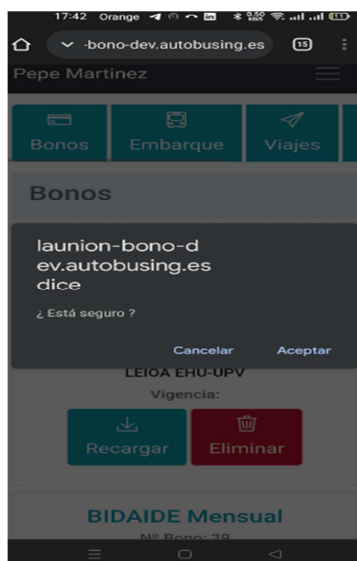 17:42 Orange
-bono-dev.autobusing.es 15
Pepe Martinez
Bonos Embarque Viajes
Bonos
launion-bono-d
ev.autobusing.es
dice
¿ Está seguro ?
Cancelar Aceptar
LEIOA EHU-UPV
Vigencia:
Recargar Eliminar
BIDAIDE Mensual
Nº Bono: 39